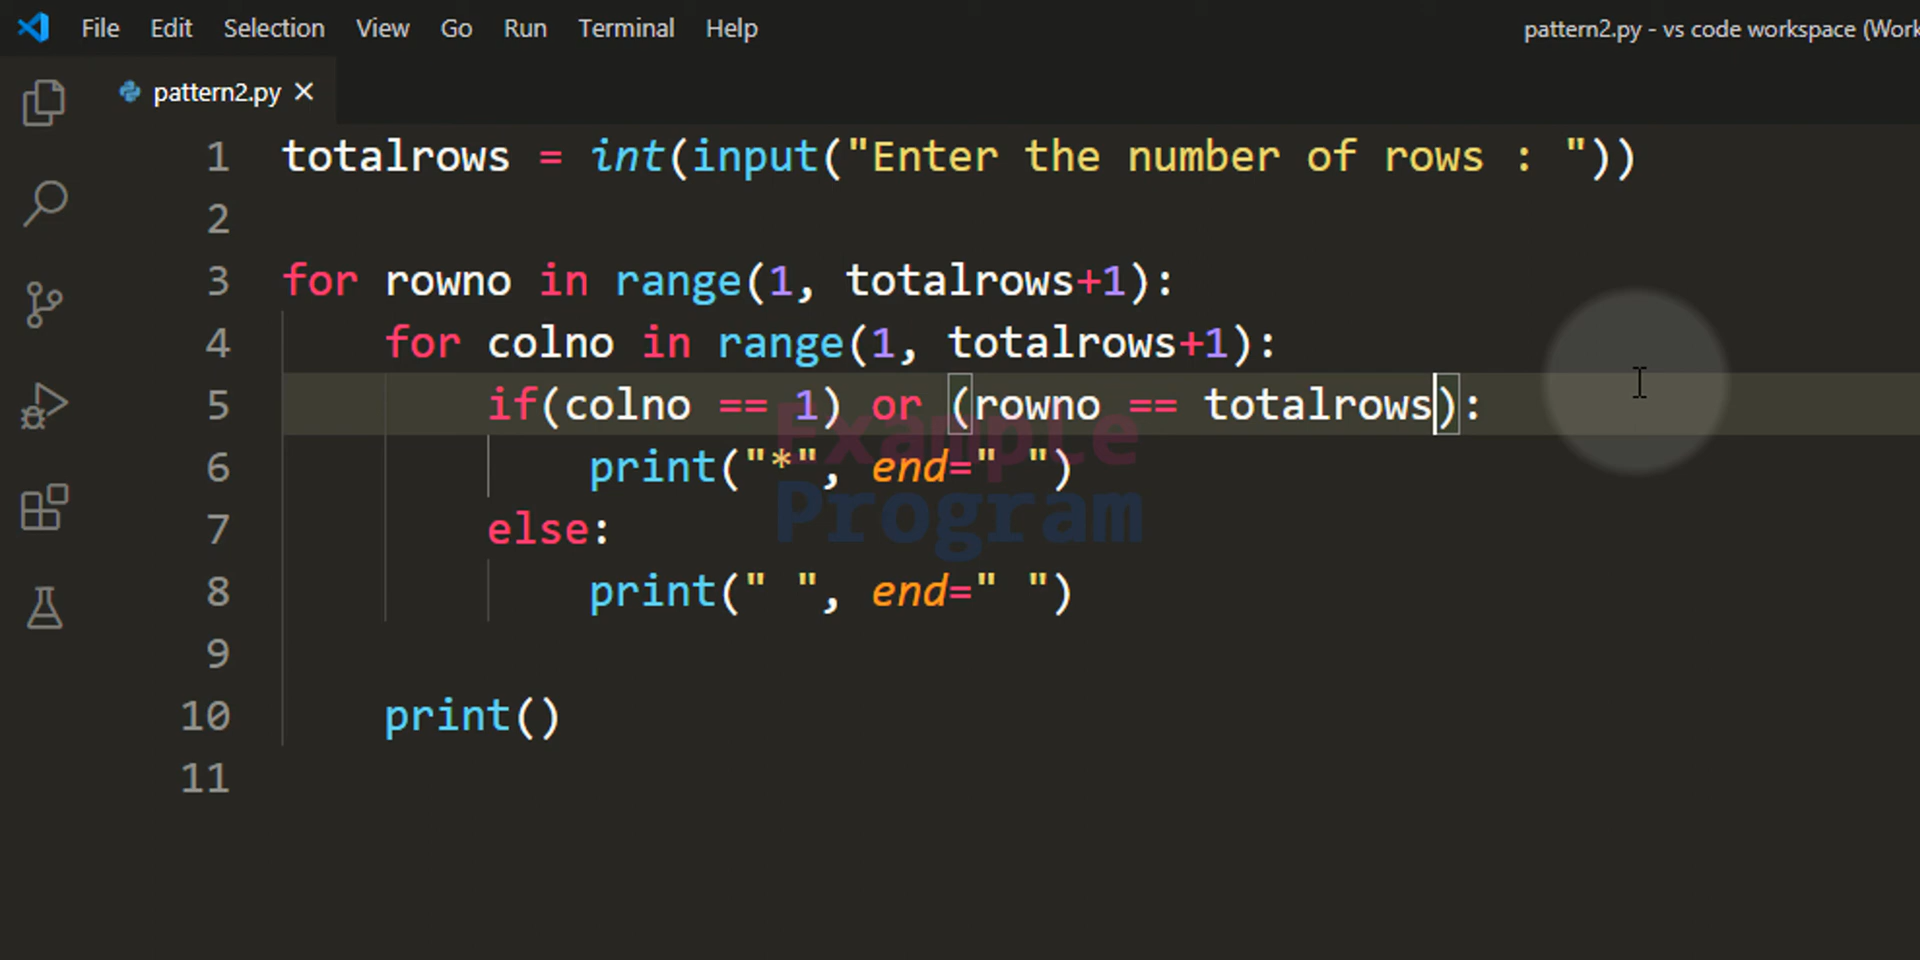 File Edit Selection View Go Run Terminal Help pattern2.py - vs code workspace (Work
pattern2.py
1 totalrows = int(input("Enter the number of rows : "))
2
3 for rowno in range(1, totalrows+1):
4     for colno in range(1, totalrows+1):
5         if(colno == 1) or (rowno == totalrows):
6             print("*", end=" ")
7         else:
8             print(" ", end=" ")
9
10     print()
11
Example
Program